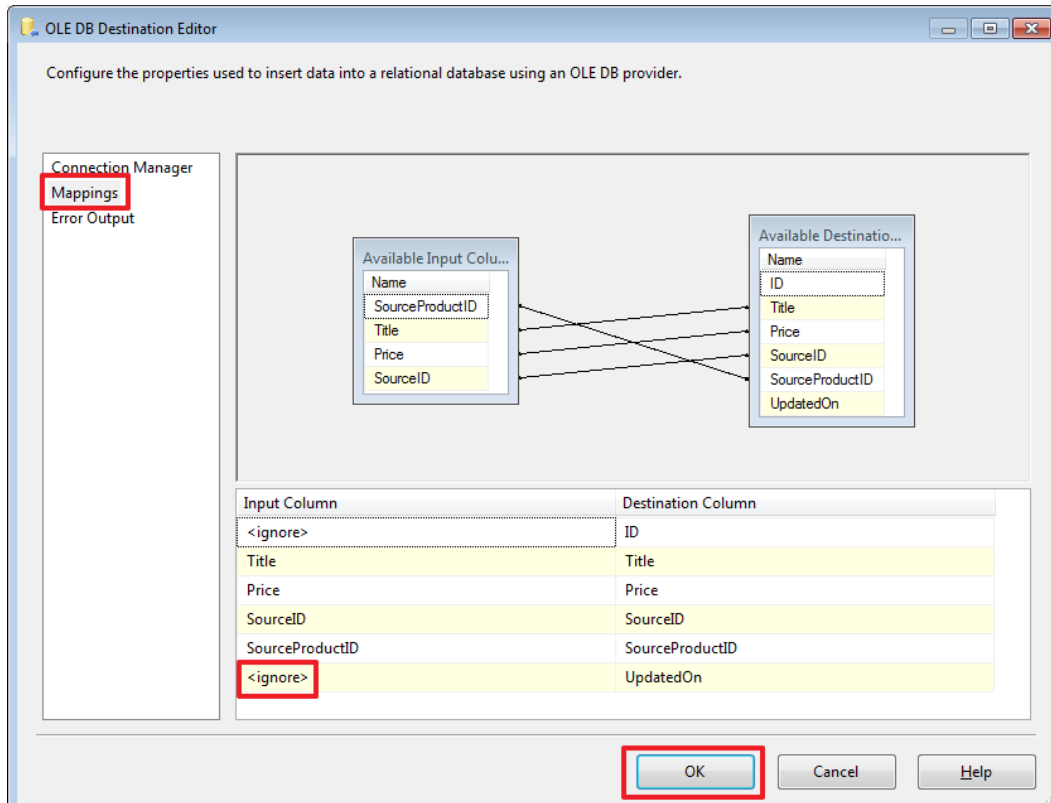 OLE DB Destination Editor
Configure the properties used to insert data into a relational database using an OLE DB provider.
Connection Manager
Mappings
Error Output
Available Input Colu...
Name
SourceProductID
Title
Price
SourceID
Available Destinatio...
Name
ID
Title
Price
SourceID
SourceProductID
UpdatedOn
Input Column Destination Column
<ignore> ID
Title Title
Price Price
SourceID SourceID
SourceProductID SourceProductID
<ignore> UpdatedOn
OK Cancel Help